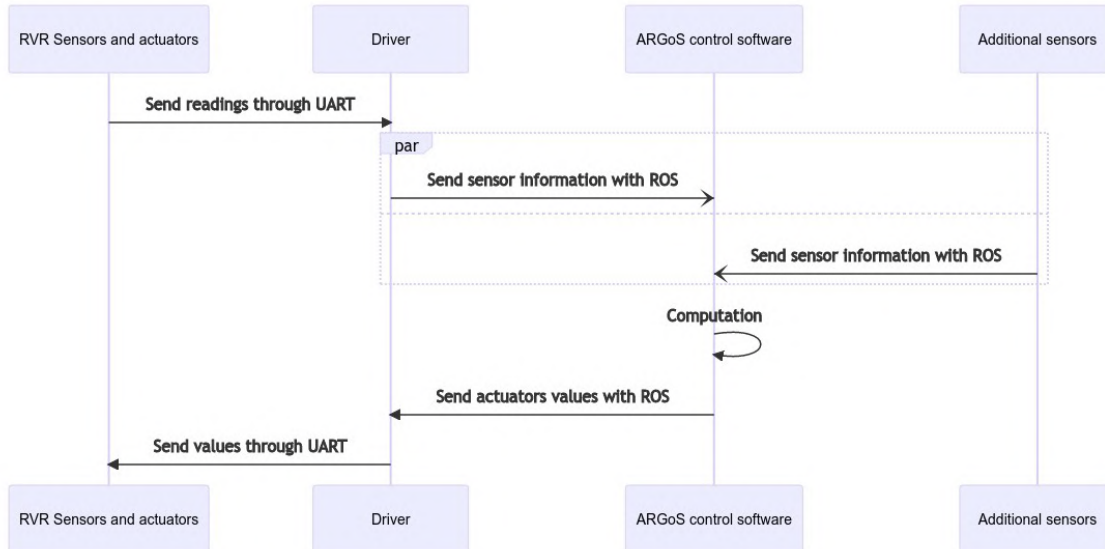 RVR Sensors and actuators
Driver
ARGoS control software
Additional sensors
Send readings through UART
par
Send sensor information with ROS
Send sensor information with ROS
Computation
Send actuators values with ROS
Send values through UART
RVR Sensors and actuators
Driver
ARGoS control software
Additional sensors